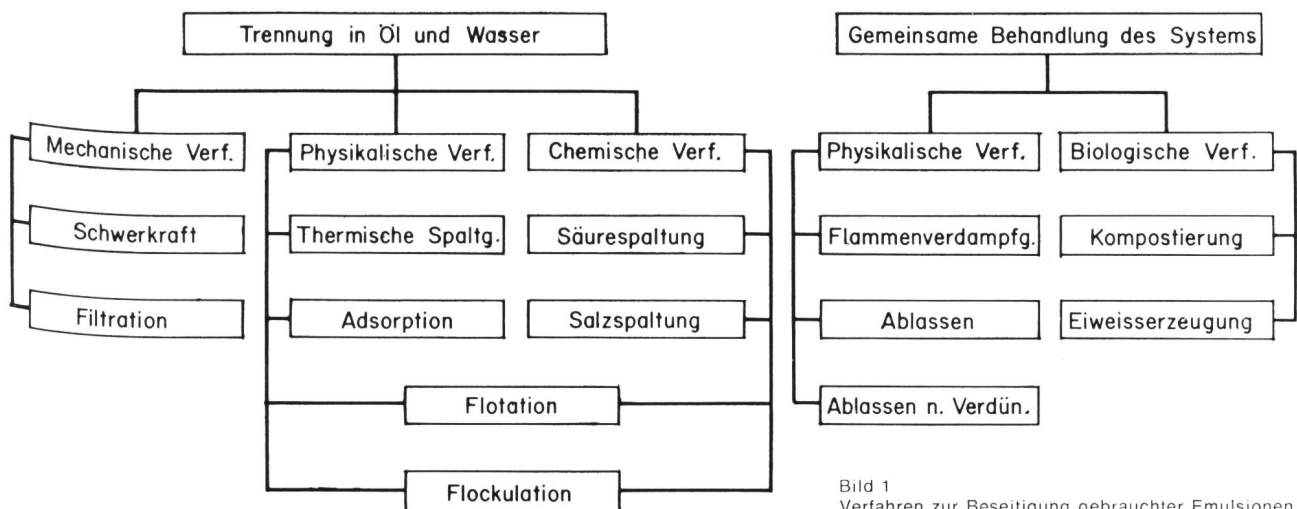 Trennung in Öl und Wasser
Gemeinsame Behandlung des Systems
Mechanische Verf.
Physikalische Verf.
Chemische Verf.
Physikalische Verf.
Biologische Verf.
Schwerkraft
Thermische Spaltg.
Säurespaltung
Flammenverdampfg.
Kompostierung
Filtration
Adsorption
Salzspaltung
Ablassen
Eiweisserzeugung
Flotation
Ablassen n. Verdün.
Flockulation
Bild 1
Verfahren zur Beseitigung gebrauchter Emulsionen